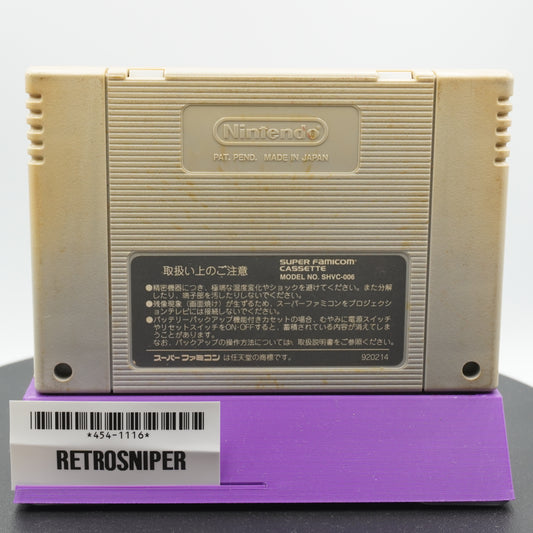 Nintendo
PAT. PEND. MADE IN JAPAN
取扱い上のご注意
SUPER FAMICOM
CASSETTE
MODEL NO. SHVC-006
●精密機器につき、極端な温度変化やショックを避けてください。また分解
したり、端子部を汚したりしないでください。
●残像現象（画面焼け）が生ずるため、スーパーファミコンをプロジェクシ
ョンテレビには接続しないでください。
●バッテリーバックアップ機能付きカセットの場合、むやみに電源スイッチ
やリセットスイッチをON・OFFすると、蓄積されている内容が消えてしま
うことがあります。
なお、バックアップの操作方法については、取扱説明書をご参照ください。
スーパーファミコン は任天堂の商標です。
920214
*454-1116*
RETROSNIPER